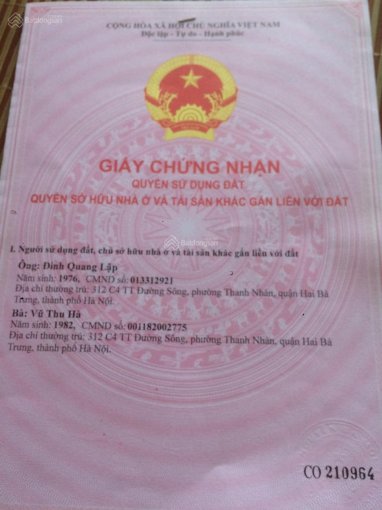 CỘNG HÒA XÃ HỘI CHỦ NGHĨA VIỆT NAM
Độc lập - Tự do - Hạnh phúc
Batdongsan
GIẤY CHỨNG NHẬN
QUYỀN SỬ DỤNG ĐẤT
QUYỀN SỞ HỮU NHÀ Ở VÀ TÀI SẢN KHÁC GẮN LIỀN VỚI ĐẤT
I. Người sử dụng đất, chủ sở hữu nhà ở và tài sản khác gắn liền với đất
Ông: Đinh Quang Lập
Năm sinh: 1976, CMND số: 013312921
Địa chỉ thường trú: 312 C4 TT Đường Sông, phường Thanh Nhàn, quận Hai Bà
Trưng, thành phố Hà Nội.
Bà: Vũ Thu Hà
Năm sinh: 1982, CMND số: 001182002775
Địa chỉ thường trú: 312 C4 TT Đường Sông, phường Thanh Nhàn, quận Hai Bà
Trưng, thành phố Hà Nội.
CO 210964